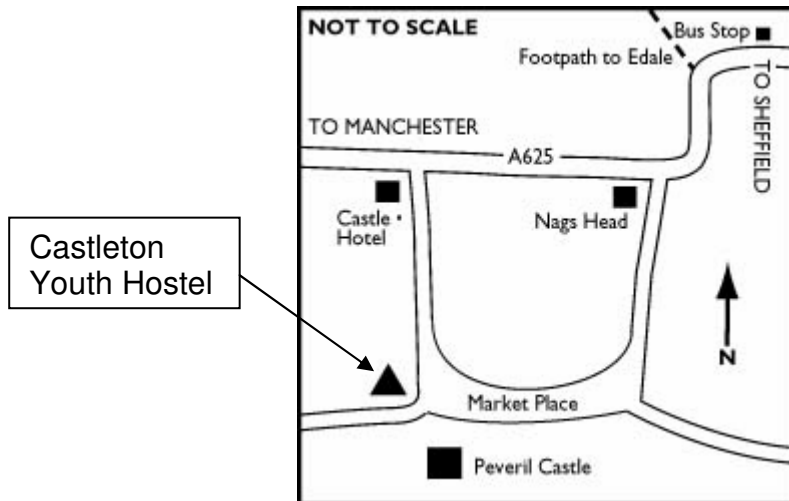 NOT TO SCALE
Bus Stop
Footpath to Edale
TO SHEFFIELD
TO MANCHESTER
A625
Castle
Hotel
Nags Head
Castleton
Youth Hostel
N
Market Place
Peveril Castle